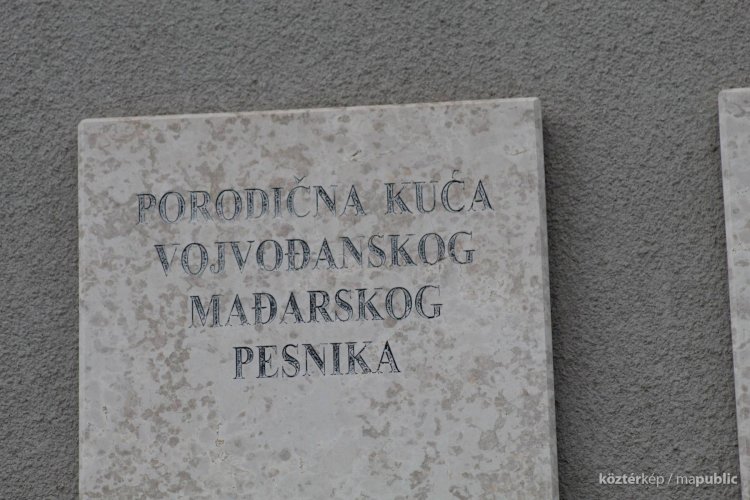 PORODIČNA KUĆA
VOJVOĐANSKOG
MAĐARSKOG
PESNIKA
köztérkép / mapublic